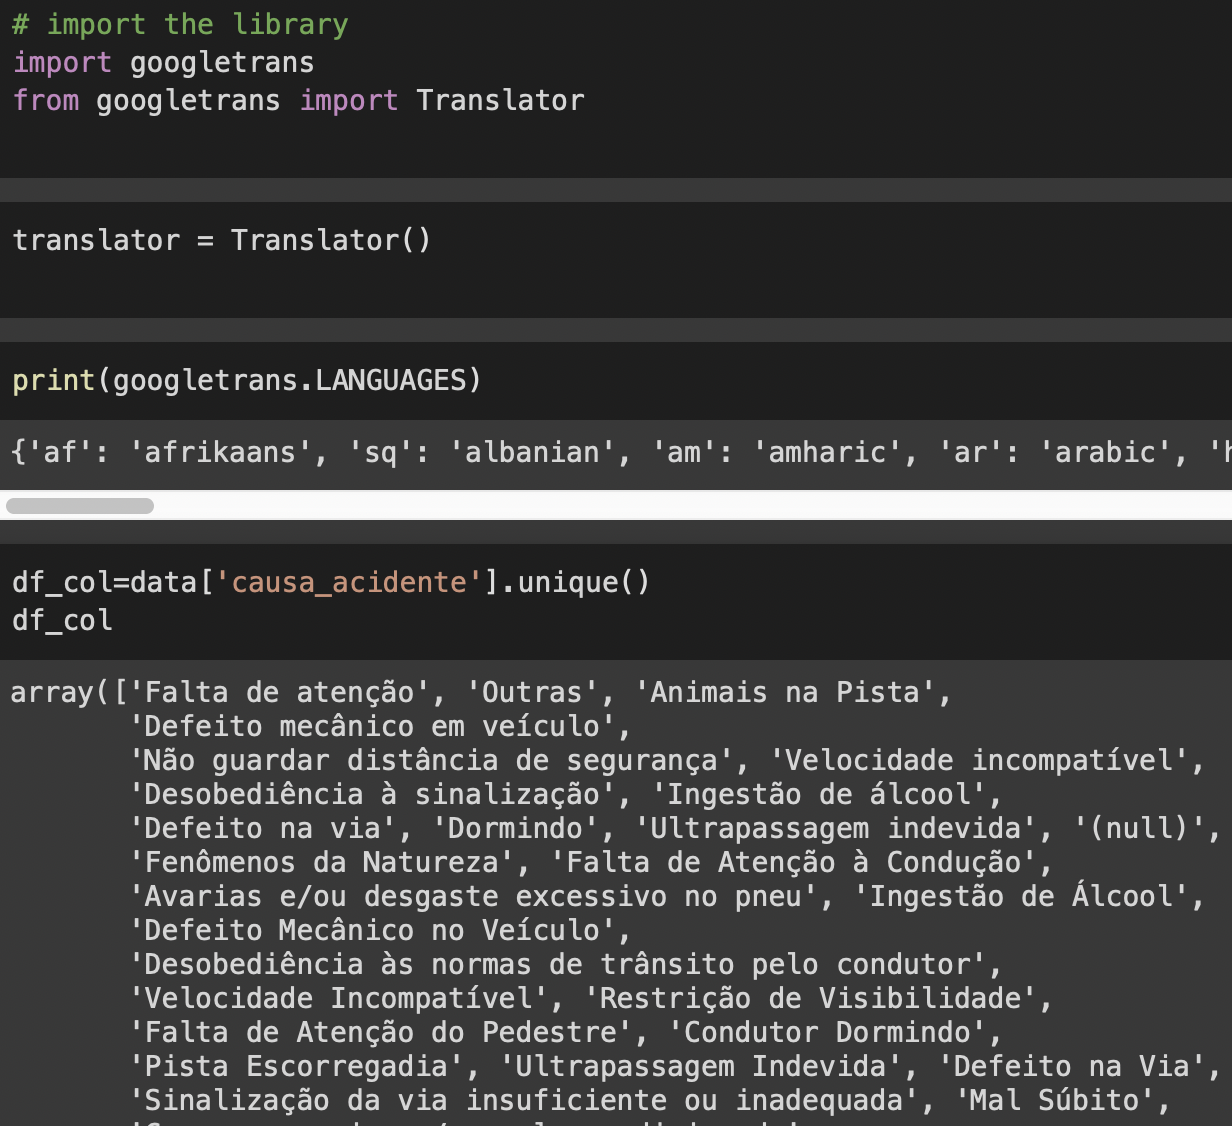 # import the library
import googletrans
from googletrans import Translator
translator = Translator()
print(googletrans.LANGUAGES)
{'af': 'afrikaans', 'sq': 'albanian', 'am': 'amharic', 'ar': 'arabic', '
df_col=data['causa_acidente'].unique()
df_col
array(['Falta de atenção', 'Outras', 'Animais na Pista',
'Defeito mecânico em veículo',
'Não guardar distância de segurança', 'Velocidade incompatível',
'Desobediência à sinalização', 'Ingestão de álcool',
'Defeito na via', 'Dormindo', 'Ultrapassagem indevida', '(null)',
'Fenômenos da Natureza', 'Falta de Atenção à Condução',
'Avarias e/ou desgaste excessivo no pneu', 'Ingestão de Álcool',
'Defeito Mecânico no Veículo',
'Desobediência às normas de trânsito pelo condutor',
'Velocidade Incompatível', 'Restrição de Visibilidade',
'Falta de Atenção do Pedestre', 'Condutor Dormindo',
'Pista Escorregadia', 'Ultrapassagem Indevida', 'Defeito na Via',
'Sinalização da via insuficiente ou inadequada', 'Mal Súbito',